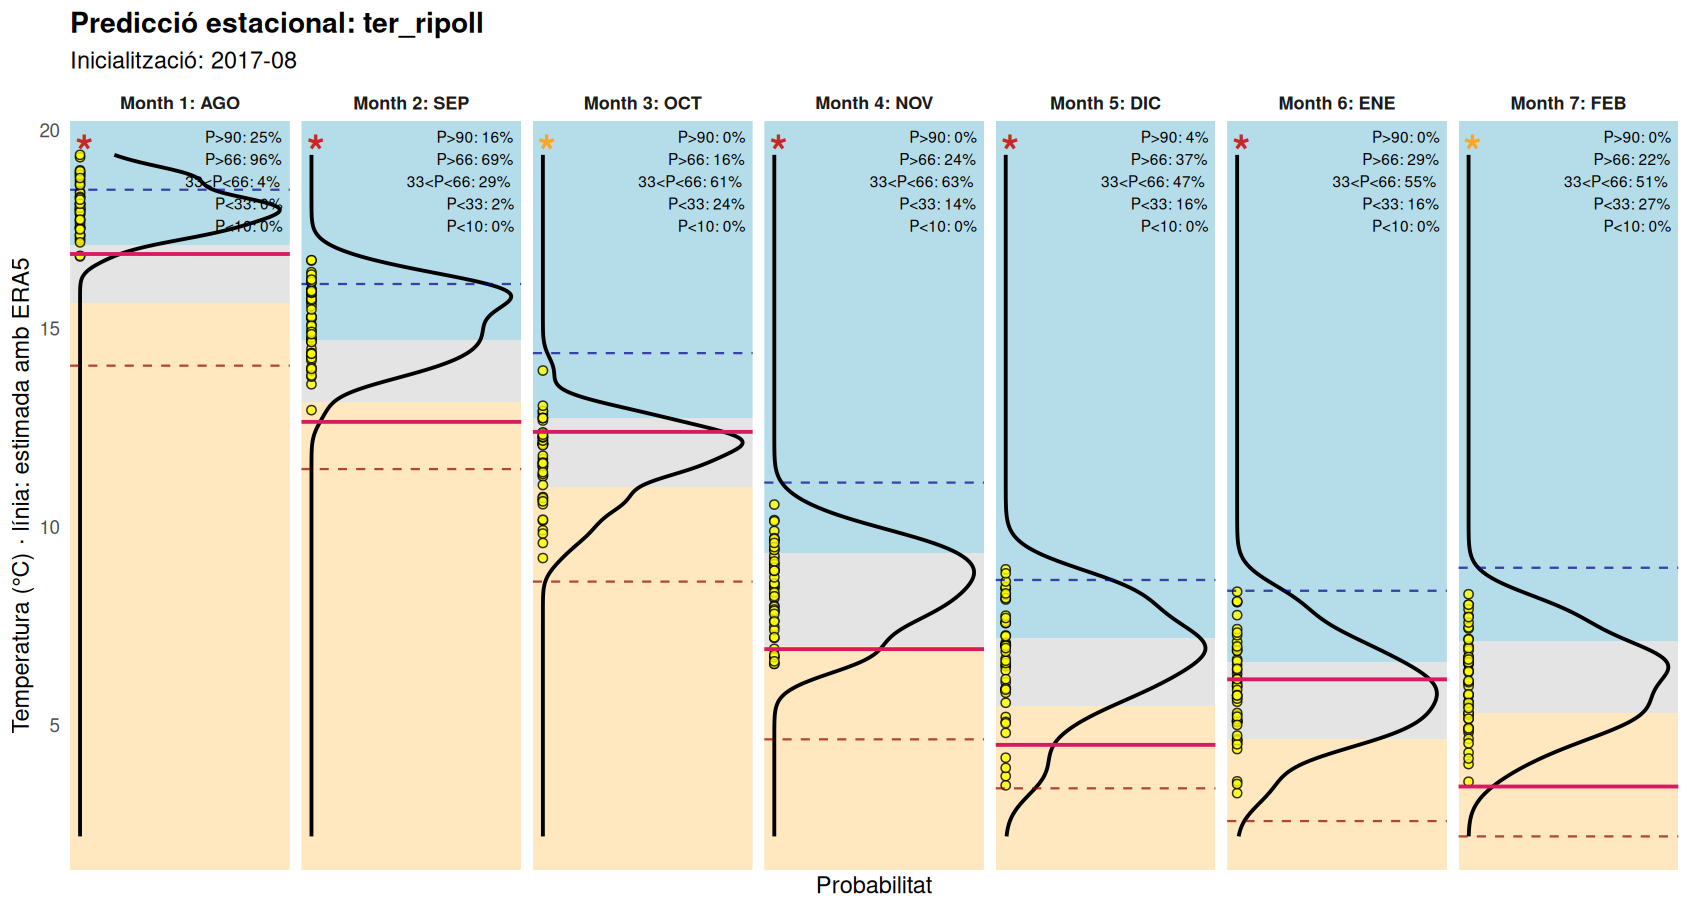 Predicció estacional: ter_ripoll
Inicialització: 2017-08
Month 1: AGO
Month 2: SEP
Month 3: OCT
Month 4: NOV
Month 5: DIC
Month 6: ENE
Month 7: FEB
P>90: 25%
P>66: 96%
33<P<66: 4%
P<33: 0%
P<10: 0%
P>90: 16%
P>66: 69%
33<P<66: 29%
P<33: 2%
P<10: 0%
P>90: 0%
P>66: 16%
33<P<66: 61%
P<33: 24%
P<10: 0%
P>90: 0%
P>66: 24%
33<P<66: 63%
P<33: 14%
P<10: 0%
P>90: 4%
P>66: 37%
33<P<66: 47%
P<33: 16%
P<10: 0%
P>90: 0%
P>66: 29%
33<P<66: 55%
P<33: 16%
P<10: 0%
P>90: 0%
P>66: 22%
33<P<66: 51%
P<33: 27%
P<10: 0%
20
15
10
5
Temperatura (°C) · línia: estimada amb ERA5
Probabilitat